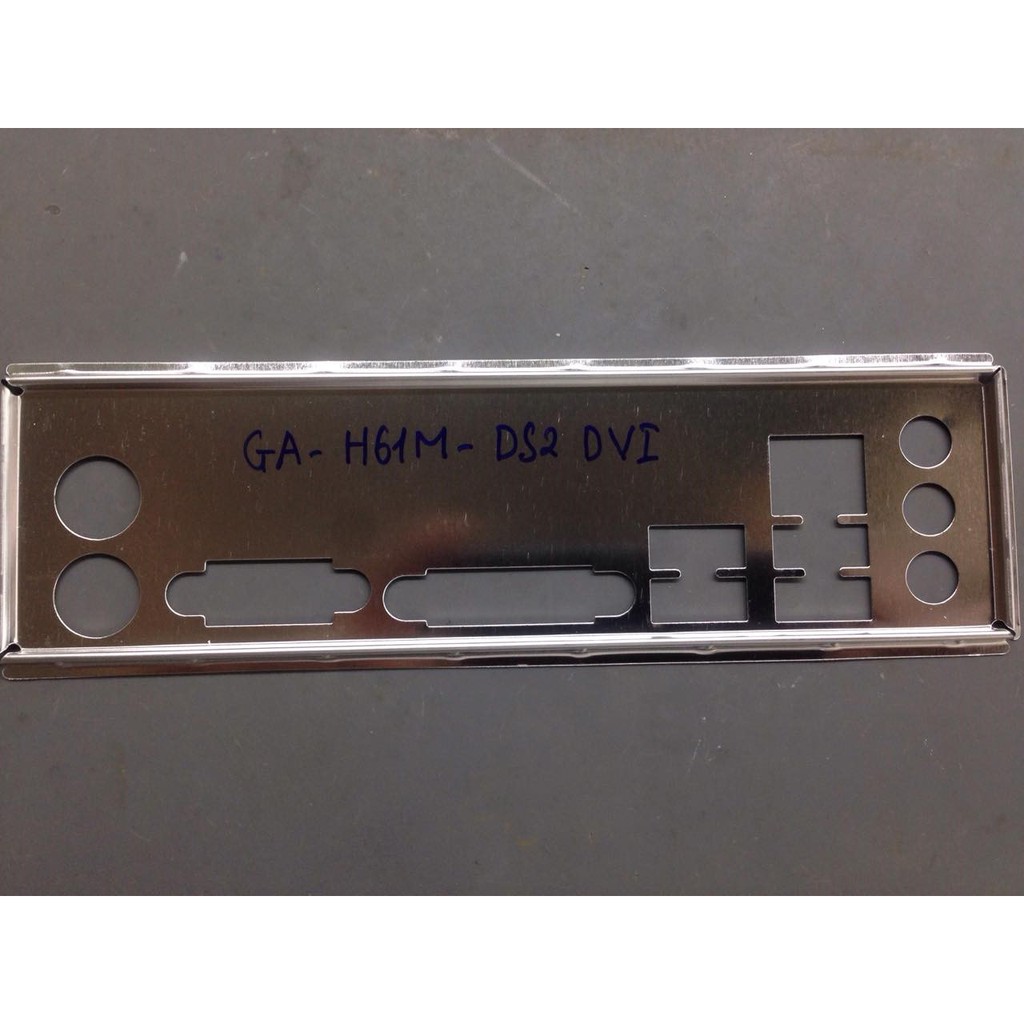 GA- H61M- DS2 DVI